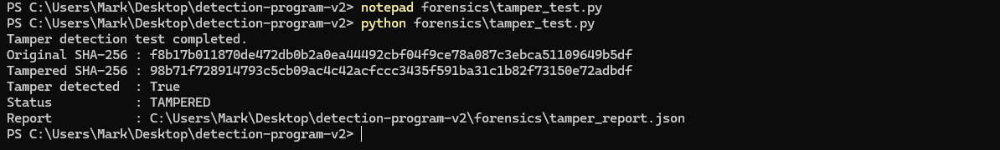 PS C:\Users\Mark\Desktop\detection-program-v2> notepad forensics\tamper_test.py
PS C:\Users\Mark\Desktop\detection-program-v2> python forensics\tamper_test.py
Tamper detection test completed.
Original SHA-256 : f8b17b011870de472db0b2a0ea44492cbf04f9ce78a087c3ebca51109649b5df
Tampered SHA-256 : 98b71f728914793c5cb09ac4c42acfccc3435f591ba31c1b82f73150e72adbdf
Tamper detected  : True
Status           : TAMPERED
Report           : C:\Users\Mark\Desktop\detection-program-v2\forensics\tamper_report.json
PS C:\Users\Mark\Desktop\detection-program-v2>